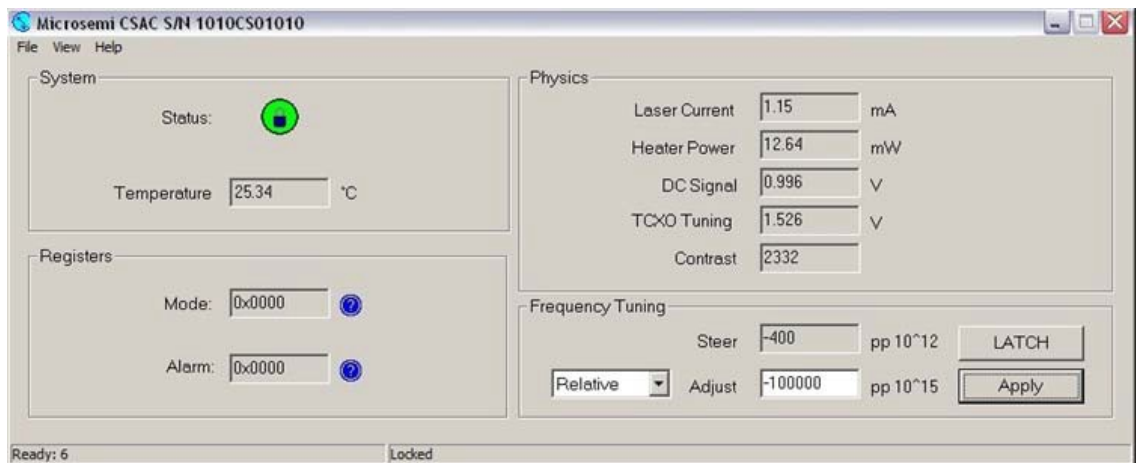 Microsemi CSAC S/N 1010CS01010
File View Help
System
Status:
Temperature 25.34 °C
Registers
Mode: 0x0000 ?
Alarm: 0x0000 ?
Physics
Laser Current 1.15 mA
Heater Power 12.64 mW
DC Signal 0.996 V
TCXO Tuning 1.526 V
Contrast 2332
Frequency Tuning
Steer -400 pp 10^12 LATCH
Relative Adjust -100000 pp 10^15 Apply
Ready: 6 Locked